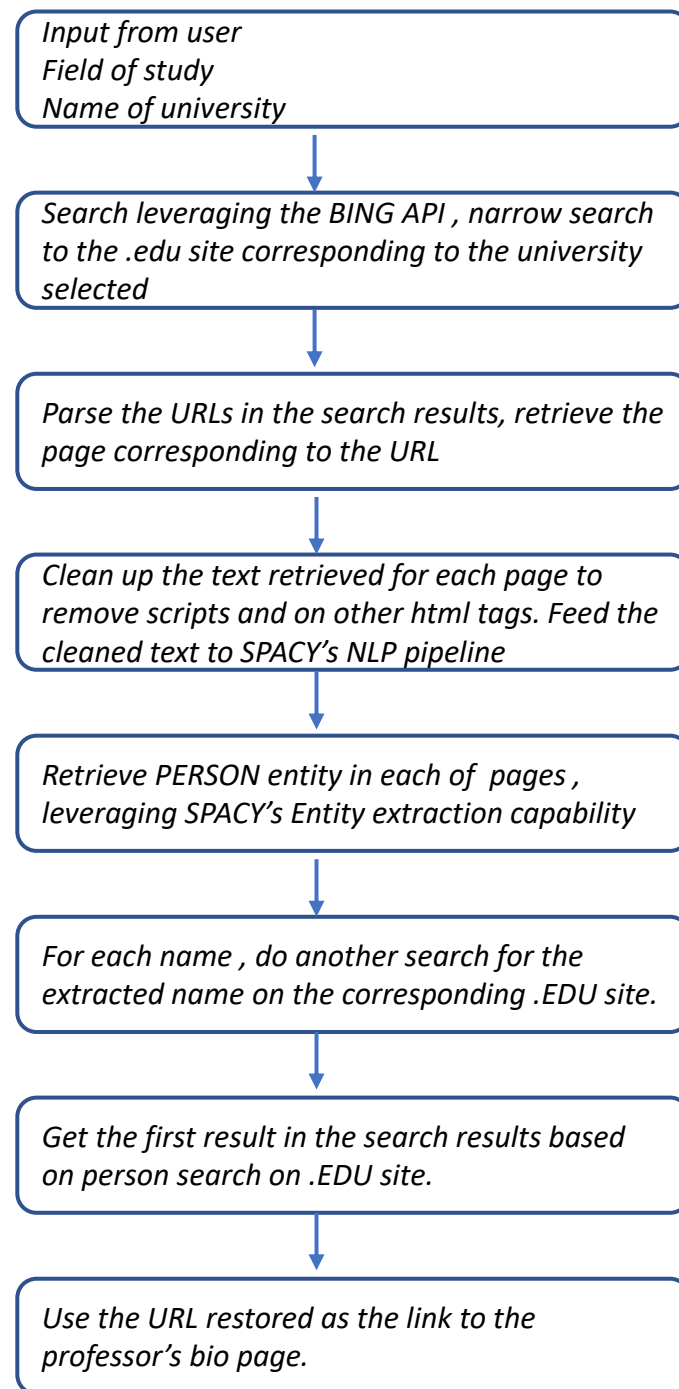 Input from user
Field of study
Name of university
Search leveraging the BING API , narrow search
to the .edu site corresponding to the university
selected
Parse the URLs in the search results, retrieve the
page corresponding to the URL
Clean up the text retrieved for each page to
remove scripts and on other html tags. Feed the
cleaned text to SPACY’s NLP pipeline
Retrieve PERSON entity in each of  pages ,
leveraging SPACY’s Entity extraction capability
For each name , do another search for the
extracted name on the corresponding .EDU site.
Get the first result in the search results based
on person search on .EDU site.
Use the URL restored as the link to the
professor’s bio page.